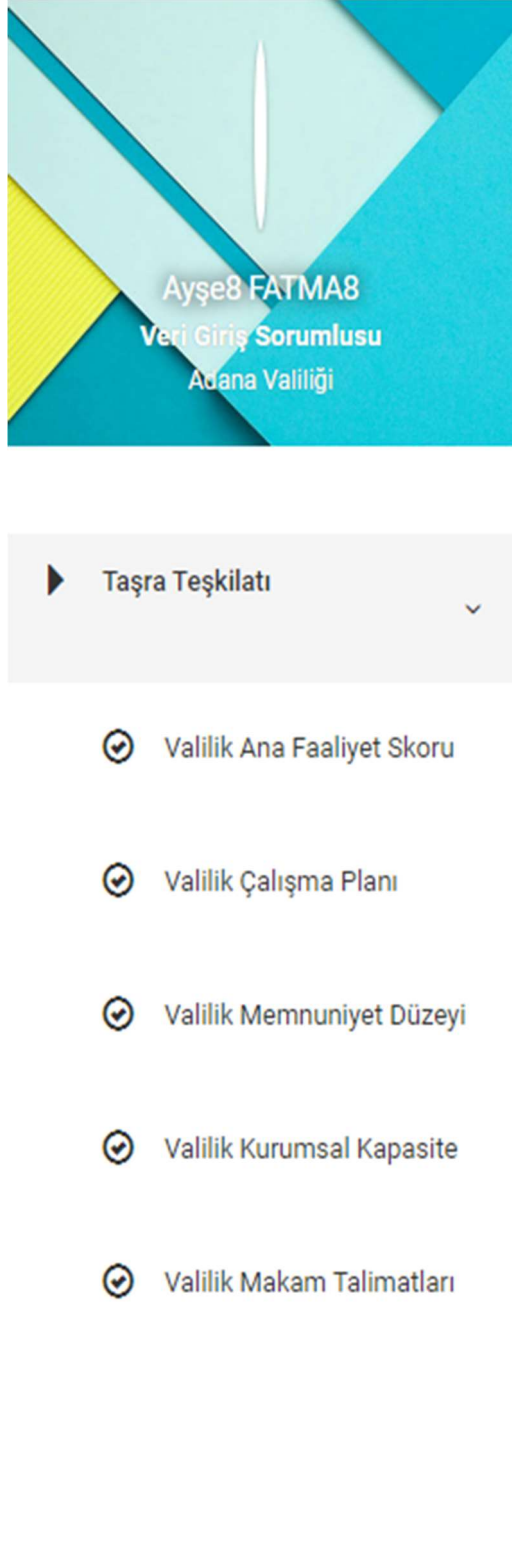 Ayşe8 FATMA8
Veri Giriş Sorumlusu
Adana Valiliği
Taşra Teşkilatı
Valilik Ana Faaliyet Skoru
Valilik Çalışma Planı
Valilik Memnuniyet Düzeyi
Valilik Kurumsal Kapasite
Valilik Makam Talimatları